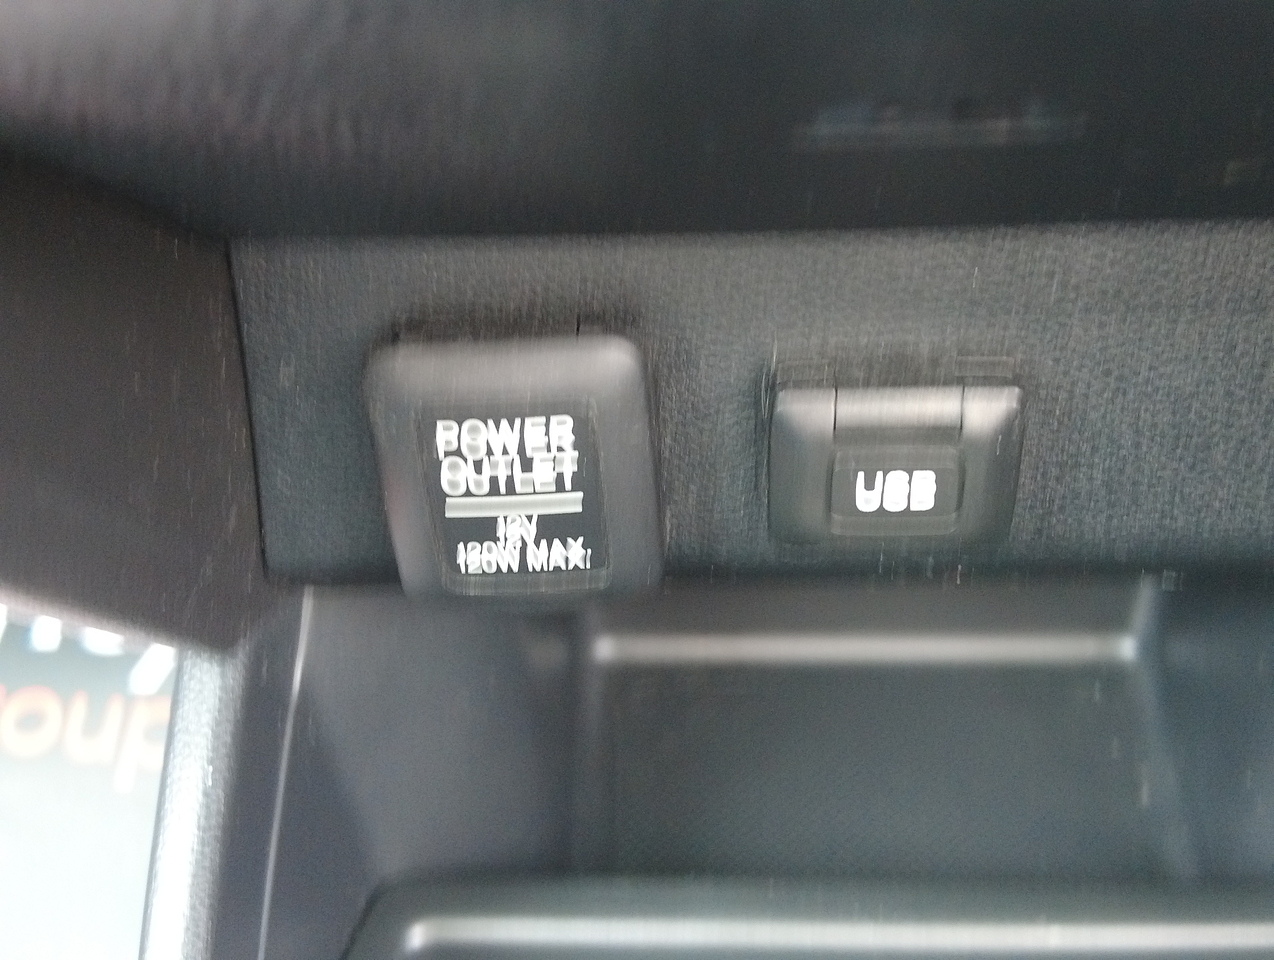 POWER
OUTLET
12V
120W MAX.
USB